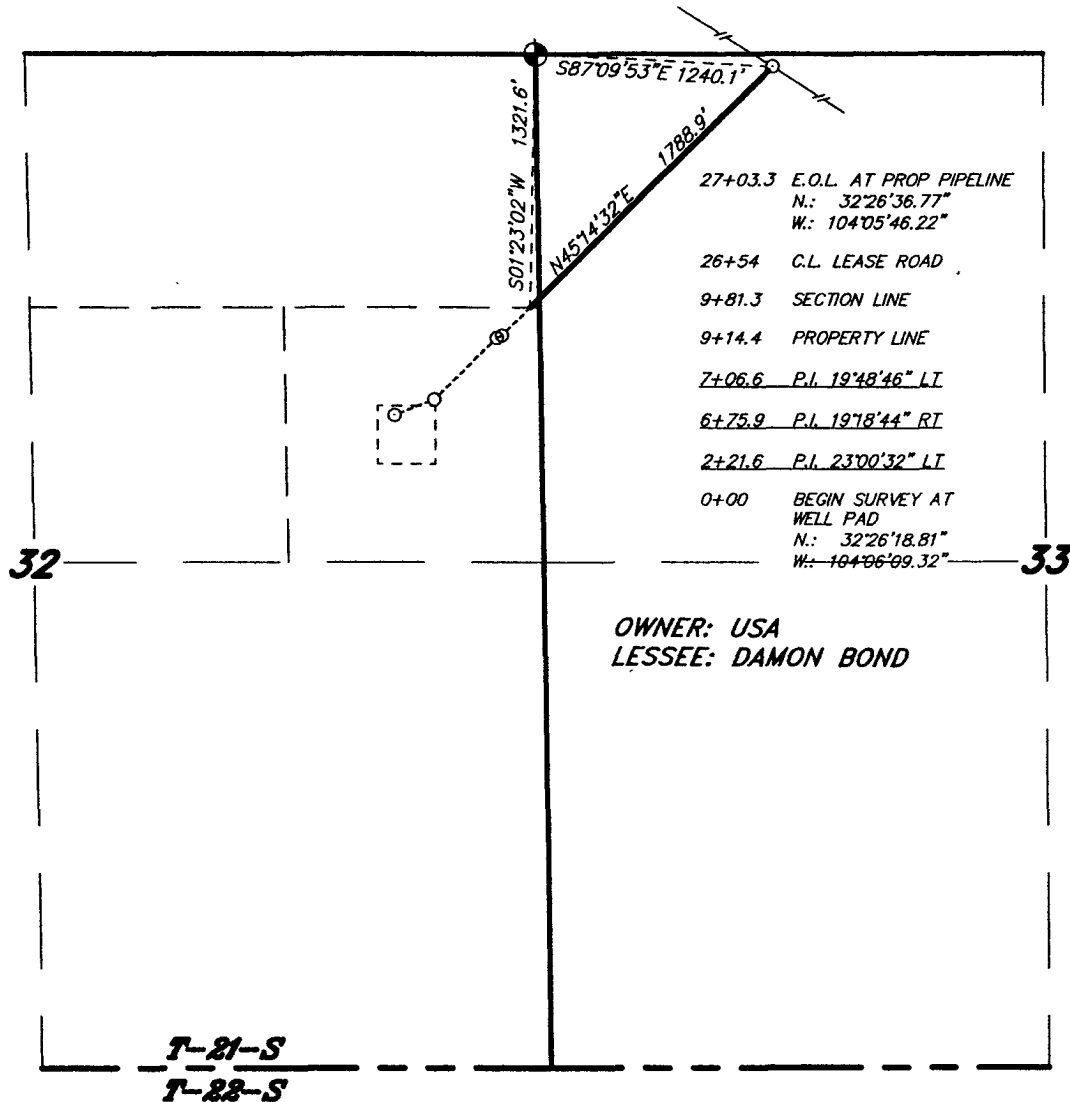 S87°09'53"E 1240.1'
S01°23'02"W 1321.6'
N45°14'32"E 1788.9'
27+03.3 E.O.L. AT PROP PIPELINE
N.: 32°26'36.77"
W.: 104°05'46.22"
26+54 C.L. LEASE ROAD
9+81.3 SECTION LINE
9+14.4 PROPERTY LINE
7+06.6 P.I. 19°48'46" LT
6+75.9 P.I. 19°18'44" RT
2+21.6 P.I. 23°00'32" LT
0+00 BEGIN SURVEY AT
WELL PAD
N.: 32°26'18.81"
W.: 104°06'09.32"
32
33
OWNER: USA
LESSEE: DAMON BOND
T-21-S
T-22-S